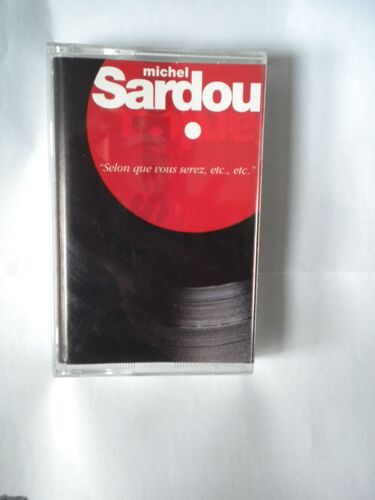 michel
Sardou
"Selon que vous serez, etc., etc."